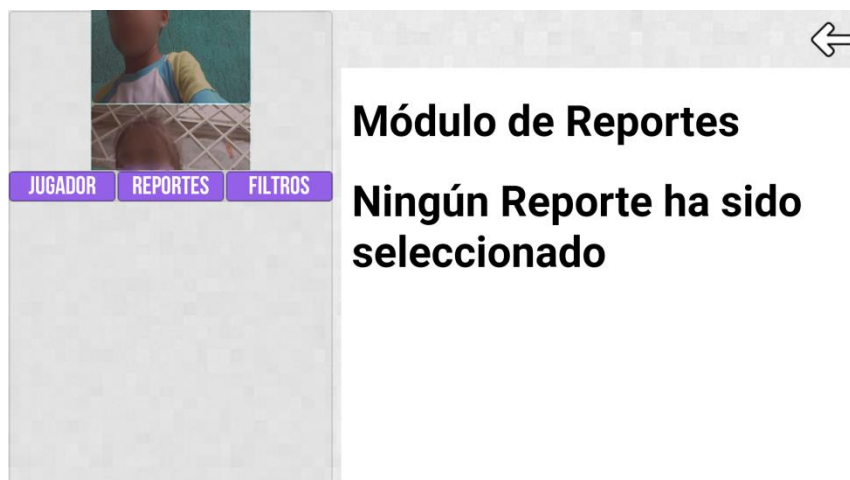 JUGADOR REPORTES FILTROS
Módulo de Reportes
Ningún Reporte ha sido
seleccionado